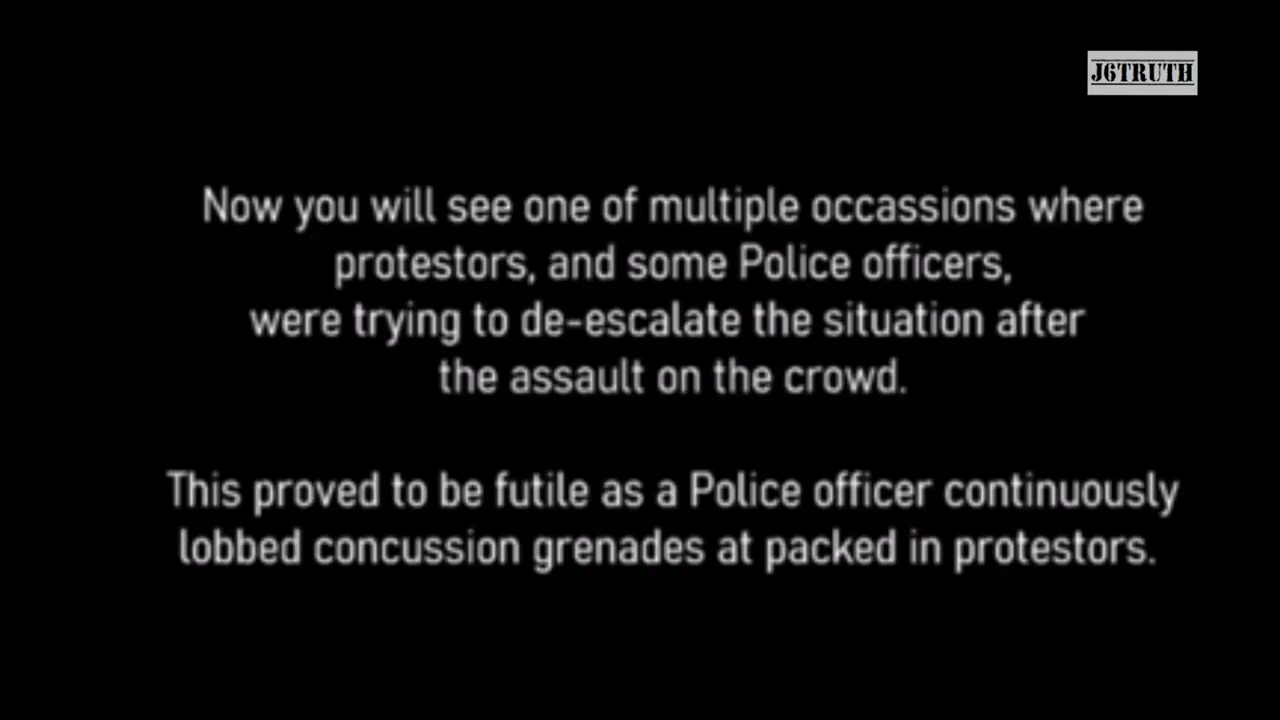 J6TRUTH
Now you will see one of multiple occassions where
protestors, and some Police officers,
were trying to de-escalate the situation after
the assault on the crowd.
This proved to be futile as a Police officer continuously
lobbed concussion grenades at packed in protestors.